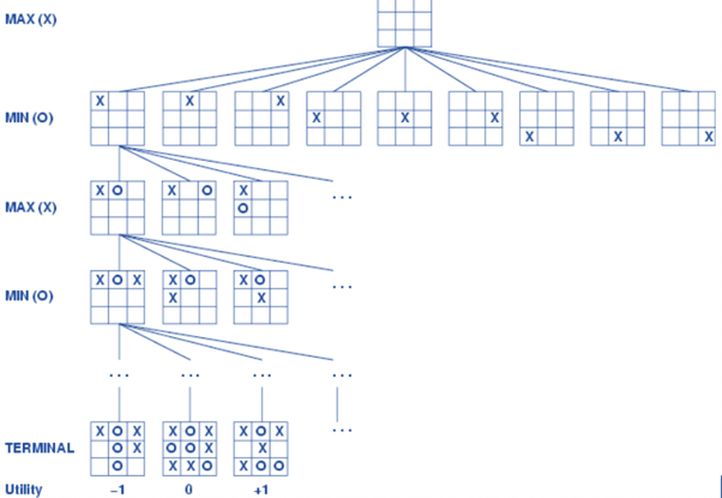 MAX (X)
MIN (O)
X X X X X X X X X
MAX (X)
X O X O X
O
...
MIN (O)
X O X X O X O
X X
...
... ... ... ...
TERMINAL
X O X X O X X O X
O X O O X X
O X X O X O O
...
Utility −1 0 +1